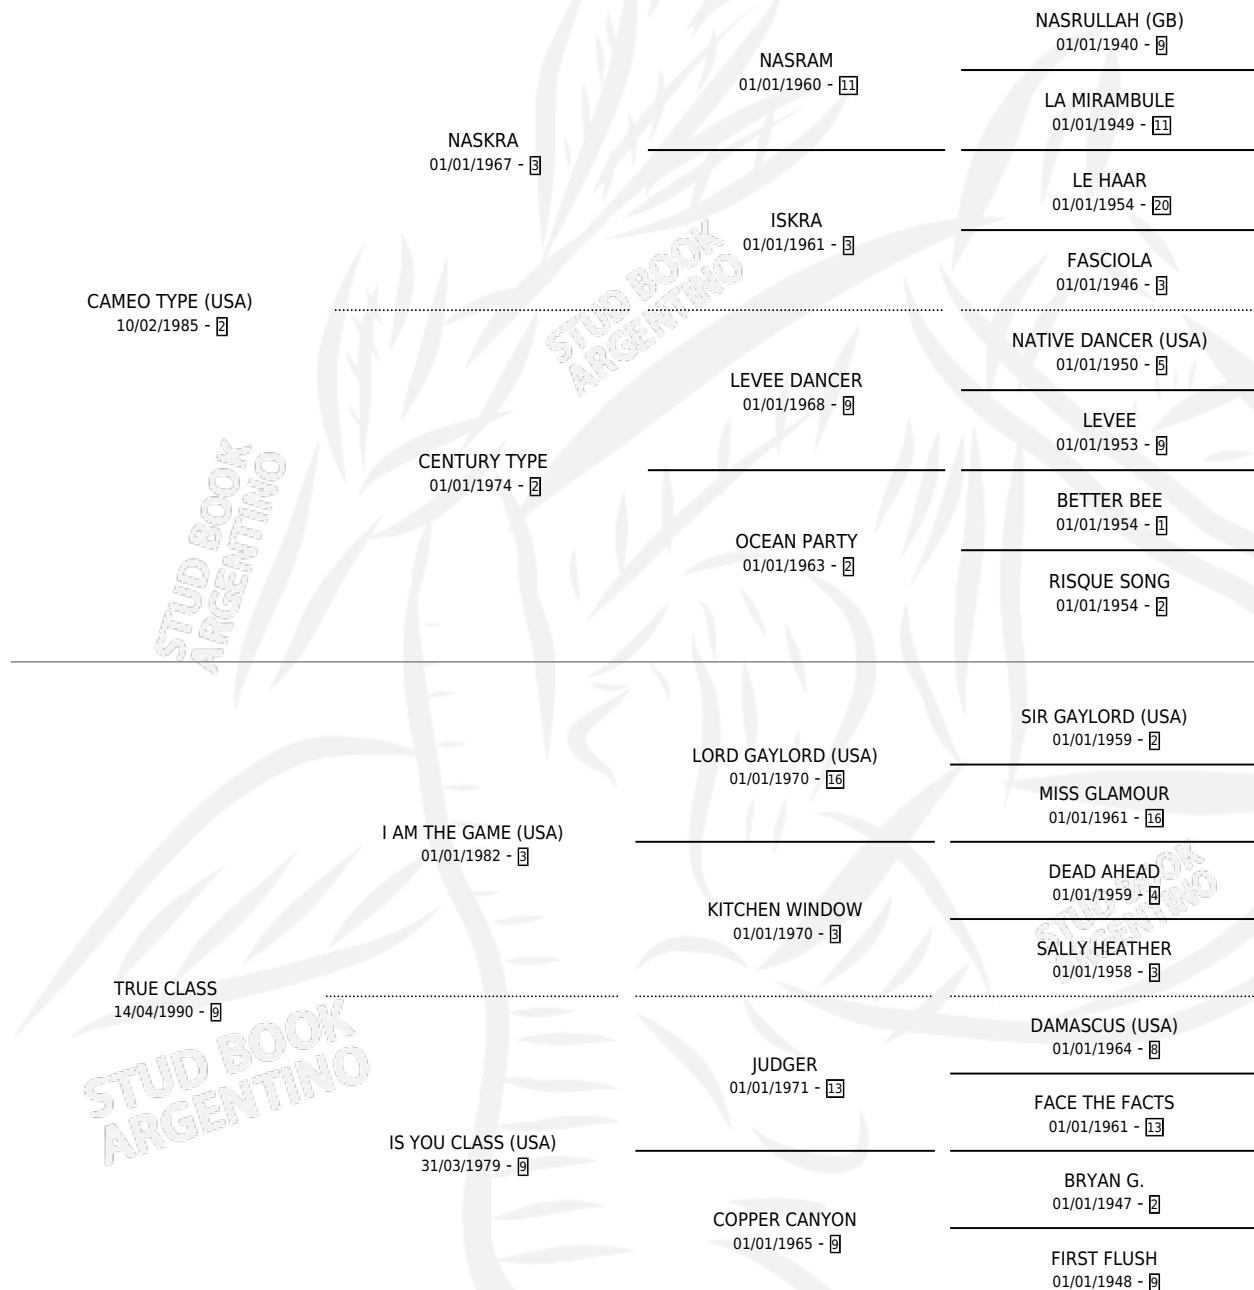 NASRULLAH (GB)
01/01/1940 - 9
NASRAM
01/01/1960 - 11
LA MIRAMBULE
01/01/1949 - 11
NASKRA
01/01/1967 - 3
LE HAAR
01/01/1954 - 20
ISKRA
01/01/1961 - 3
FASCIOLA
01/01/1946 - 3
CAMEO TYPE (USA)
10/02/1985 - 2
NATIVE DANCER (USA)
01/01/1950 - 5
LEVEE DANCER
01/01/1968 - 9
LEVEE
01/01/1953 - 9
CENTURY TYPE
01/01/1974 - 2
BETTER BEE
01/01/1954 - 1
OCEAN PARTY
01/01/1963 - 2
RISQUE SONG
01/01/1954 - 2
SIR GAYLORD (USA)
01/01/1959 - 2
LORD GAYLORD (USA)
01/01/1970 - 16
MISS GLAMOUR
01/01/1961 - 16
I AM THE GAME (USA)
01/01/1982 - 3
DEAD AHEAD
01/01/1959 - 4
KITCHEN WINDOW
01/01/1970 - 3
SALLY HEATHER
01/01/1958 - 3
TRUE CLASS
14/04/1990 - 9
DAMASCUS (USA)
01/01/1964 - 8
JUDGER
01/01/1971 - 13
FACE THE FACTS
01/01/1961 - 13
IS YOU CLASS (USA)
31/03/1979 - 9
BRYAN G.
01/01/1947 - 2
COPPER CANYON
01/01/1965 - 9
FIRST FLUSH
01/01/1948 - 9
STUD BOOK
ARGENTINO
STUD BOOK
ARGENTINO
STUD BOOK
ARGENTINO
STUD BOOK
ARGENTINO